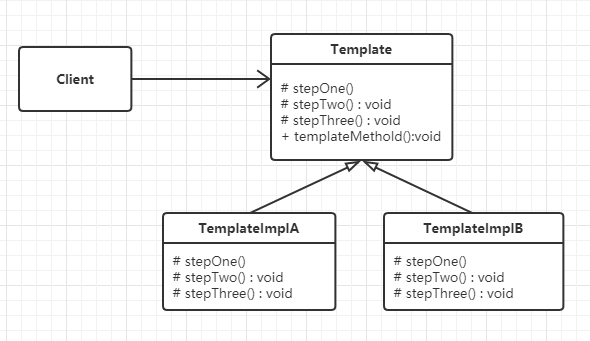 Client
Template
# stepOne()
# stepTwo() : void
# stepThree() : void
+ templateMethold():void
TemplateImplA
# stepOne()
# stepTwo() : void
# stepThree() : void
TemplateImplB
# stepOne()
# stepTwo() : void
# stepThree() : void